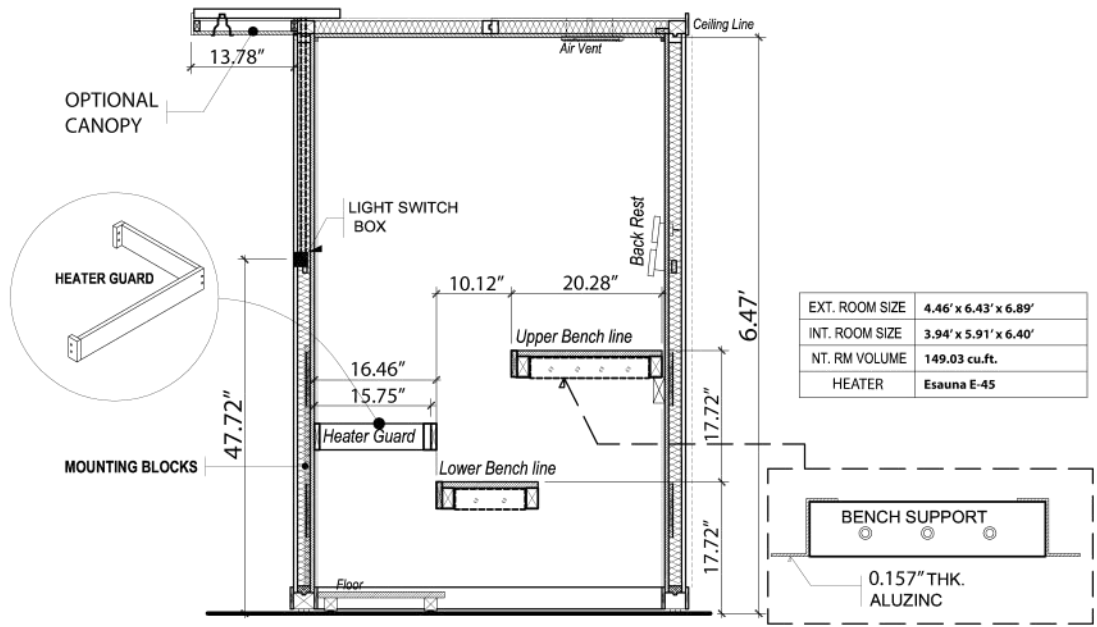 Ceiling Line
Air Vent
13.78”
OPTIONAL
CANOPY
LIGHT SWITCH
BOX
Back Rest
HEATER GUARD
10.12”
20.28”
6.47’
EXT. ROOM SIZE 4.46’ x 6.43’ x 6.89’
INT. ROOM SIZE 3.94’ x 5.91’ x 6.40’
NT. RM VOLUME 149.03 cu.ft.
HEATER Esauna E-45
Upper Bench line
16.46”
15.75”
47.72”
17.72”
Heater Guard
MOUNTING BLOCKS
Lower Bench line
17.72”
BENCH SUPPORT
0.157” THK.
ALUZINC
Floor